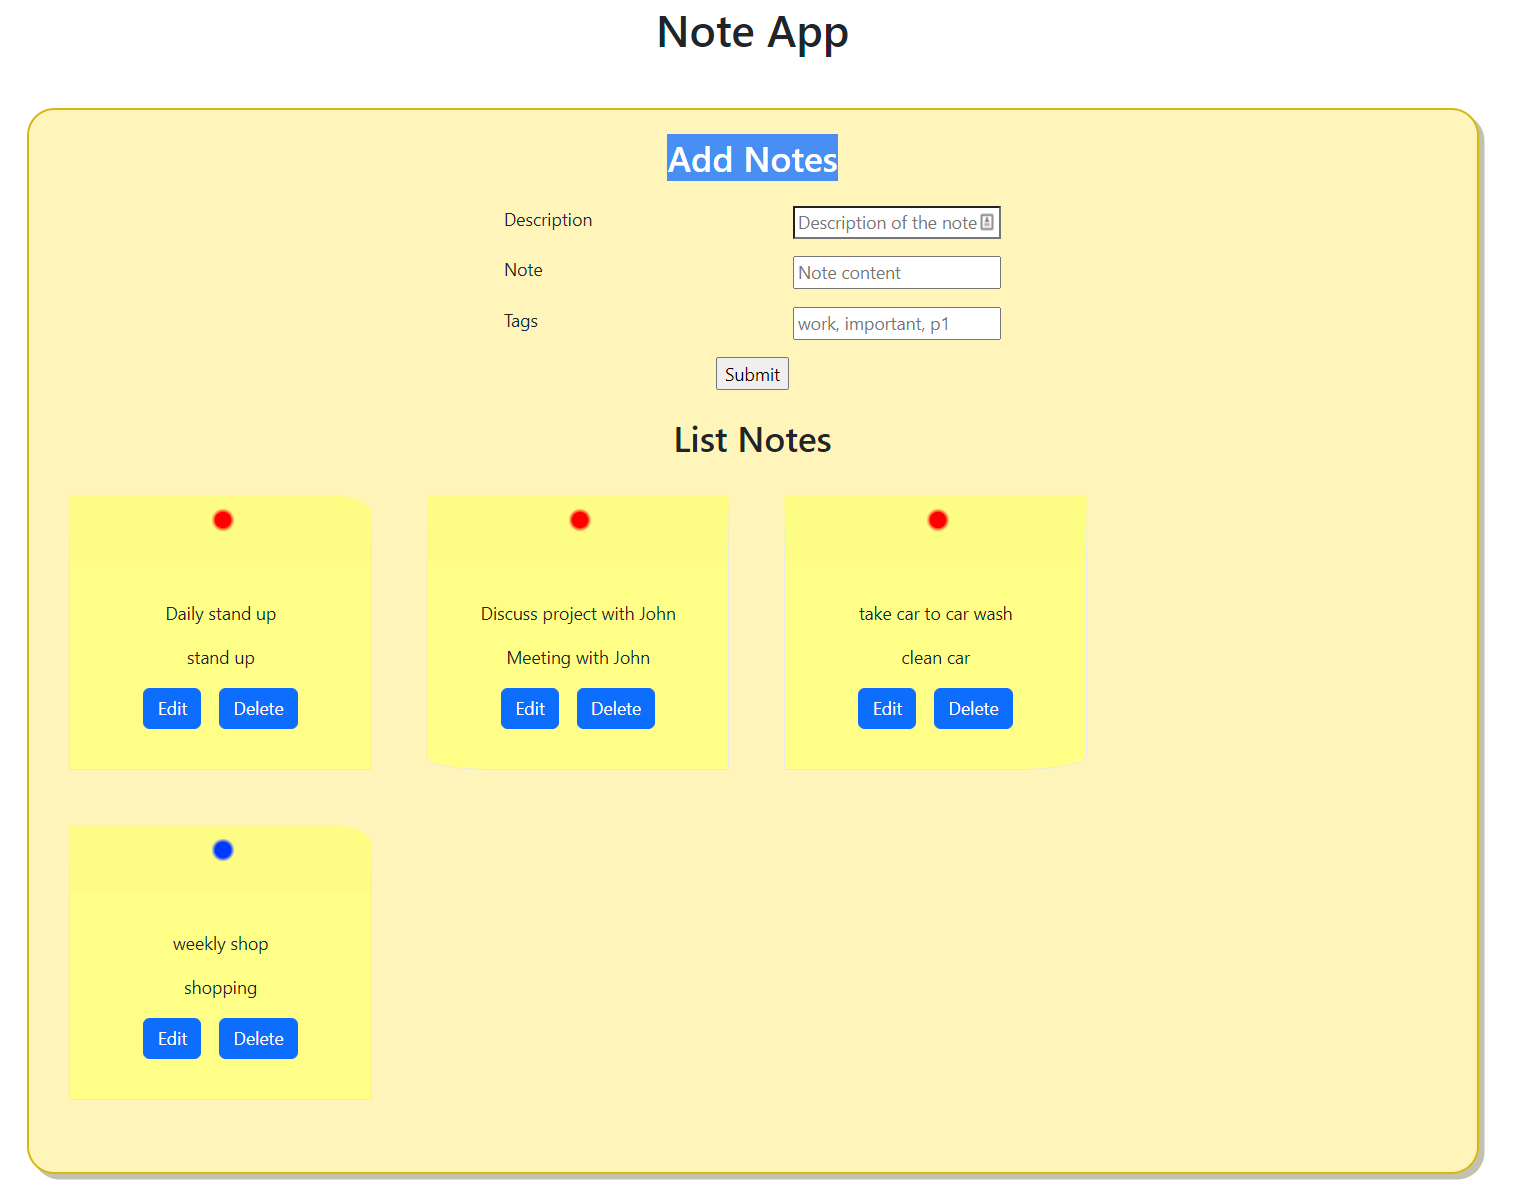 Note App
Add Notes
Description
Description of the note
Note
Note content
Tags
work, important, p1
Submit
List Notes
Daily stand up
stand up
Edit Delete
Discuss project with John
Meeting with John
Edit Delete
take car to car wash
clean car
Edit Delete
weekly shop
shopping
Edit Delete